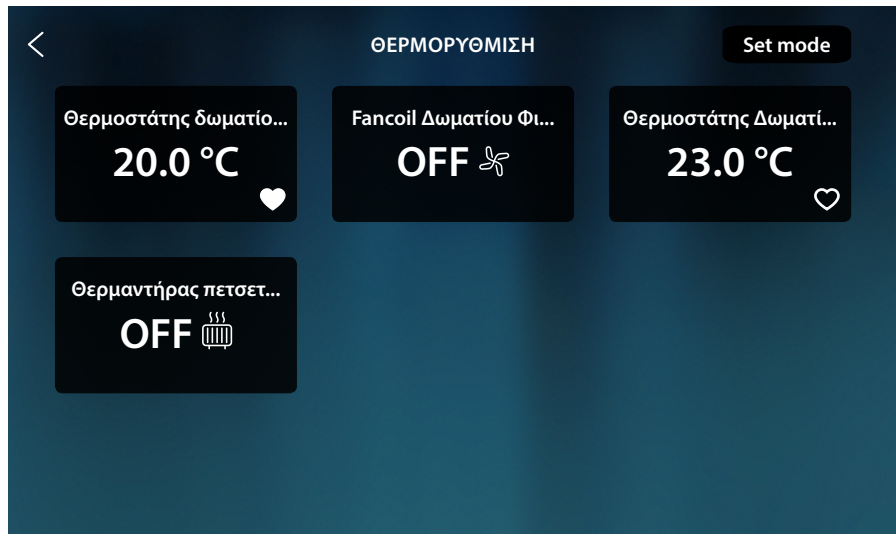 ΘΕΡΜΟΡΥΘΜΙΣΗ
Set mode
Θερμοστάτης δωματίο...
20.0 °C
Fancoil Δωματίου Φι...
OFF
Θερμοστάτης Δωματί...
23.0 °C
Θερμαντήρας πετσετ...
OFF